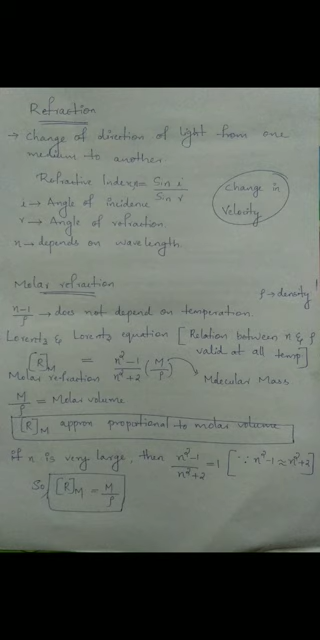 Refraction
→ Change of direction of light from one
medium to another
Refractive Index = Sin i / Sin r
i → Angle of incidence
r → Angle of refraction
n → depends on wavelength
Change in
Velocity
Molar refraction
ρ → density
n-1/ρ → does not depend on temperation
Lorentz & Lorentz equation [Relation between n & ρ
valid at all temp]
[R]M = n²-1/n²+2 (M/ρ)
Molar refraction
Molecular Mass
M/ρ = Molar volume
[R]M approx proportional to molar volume
If n is very large, then n²-1/n²+2 = 1 [∵ n²-1 ≈ n²+2]
So, [R]M = M/ρ